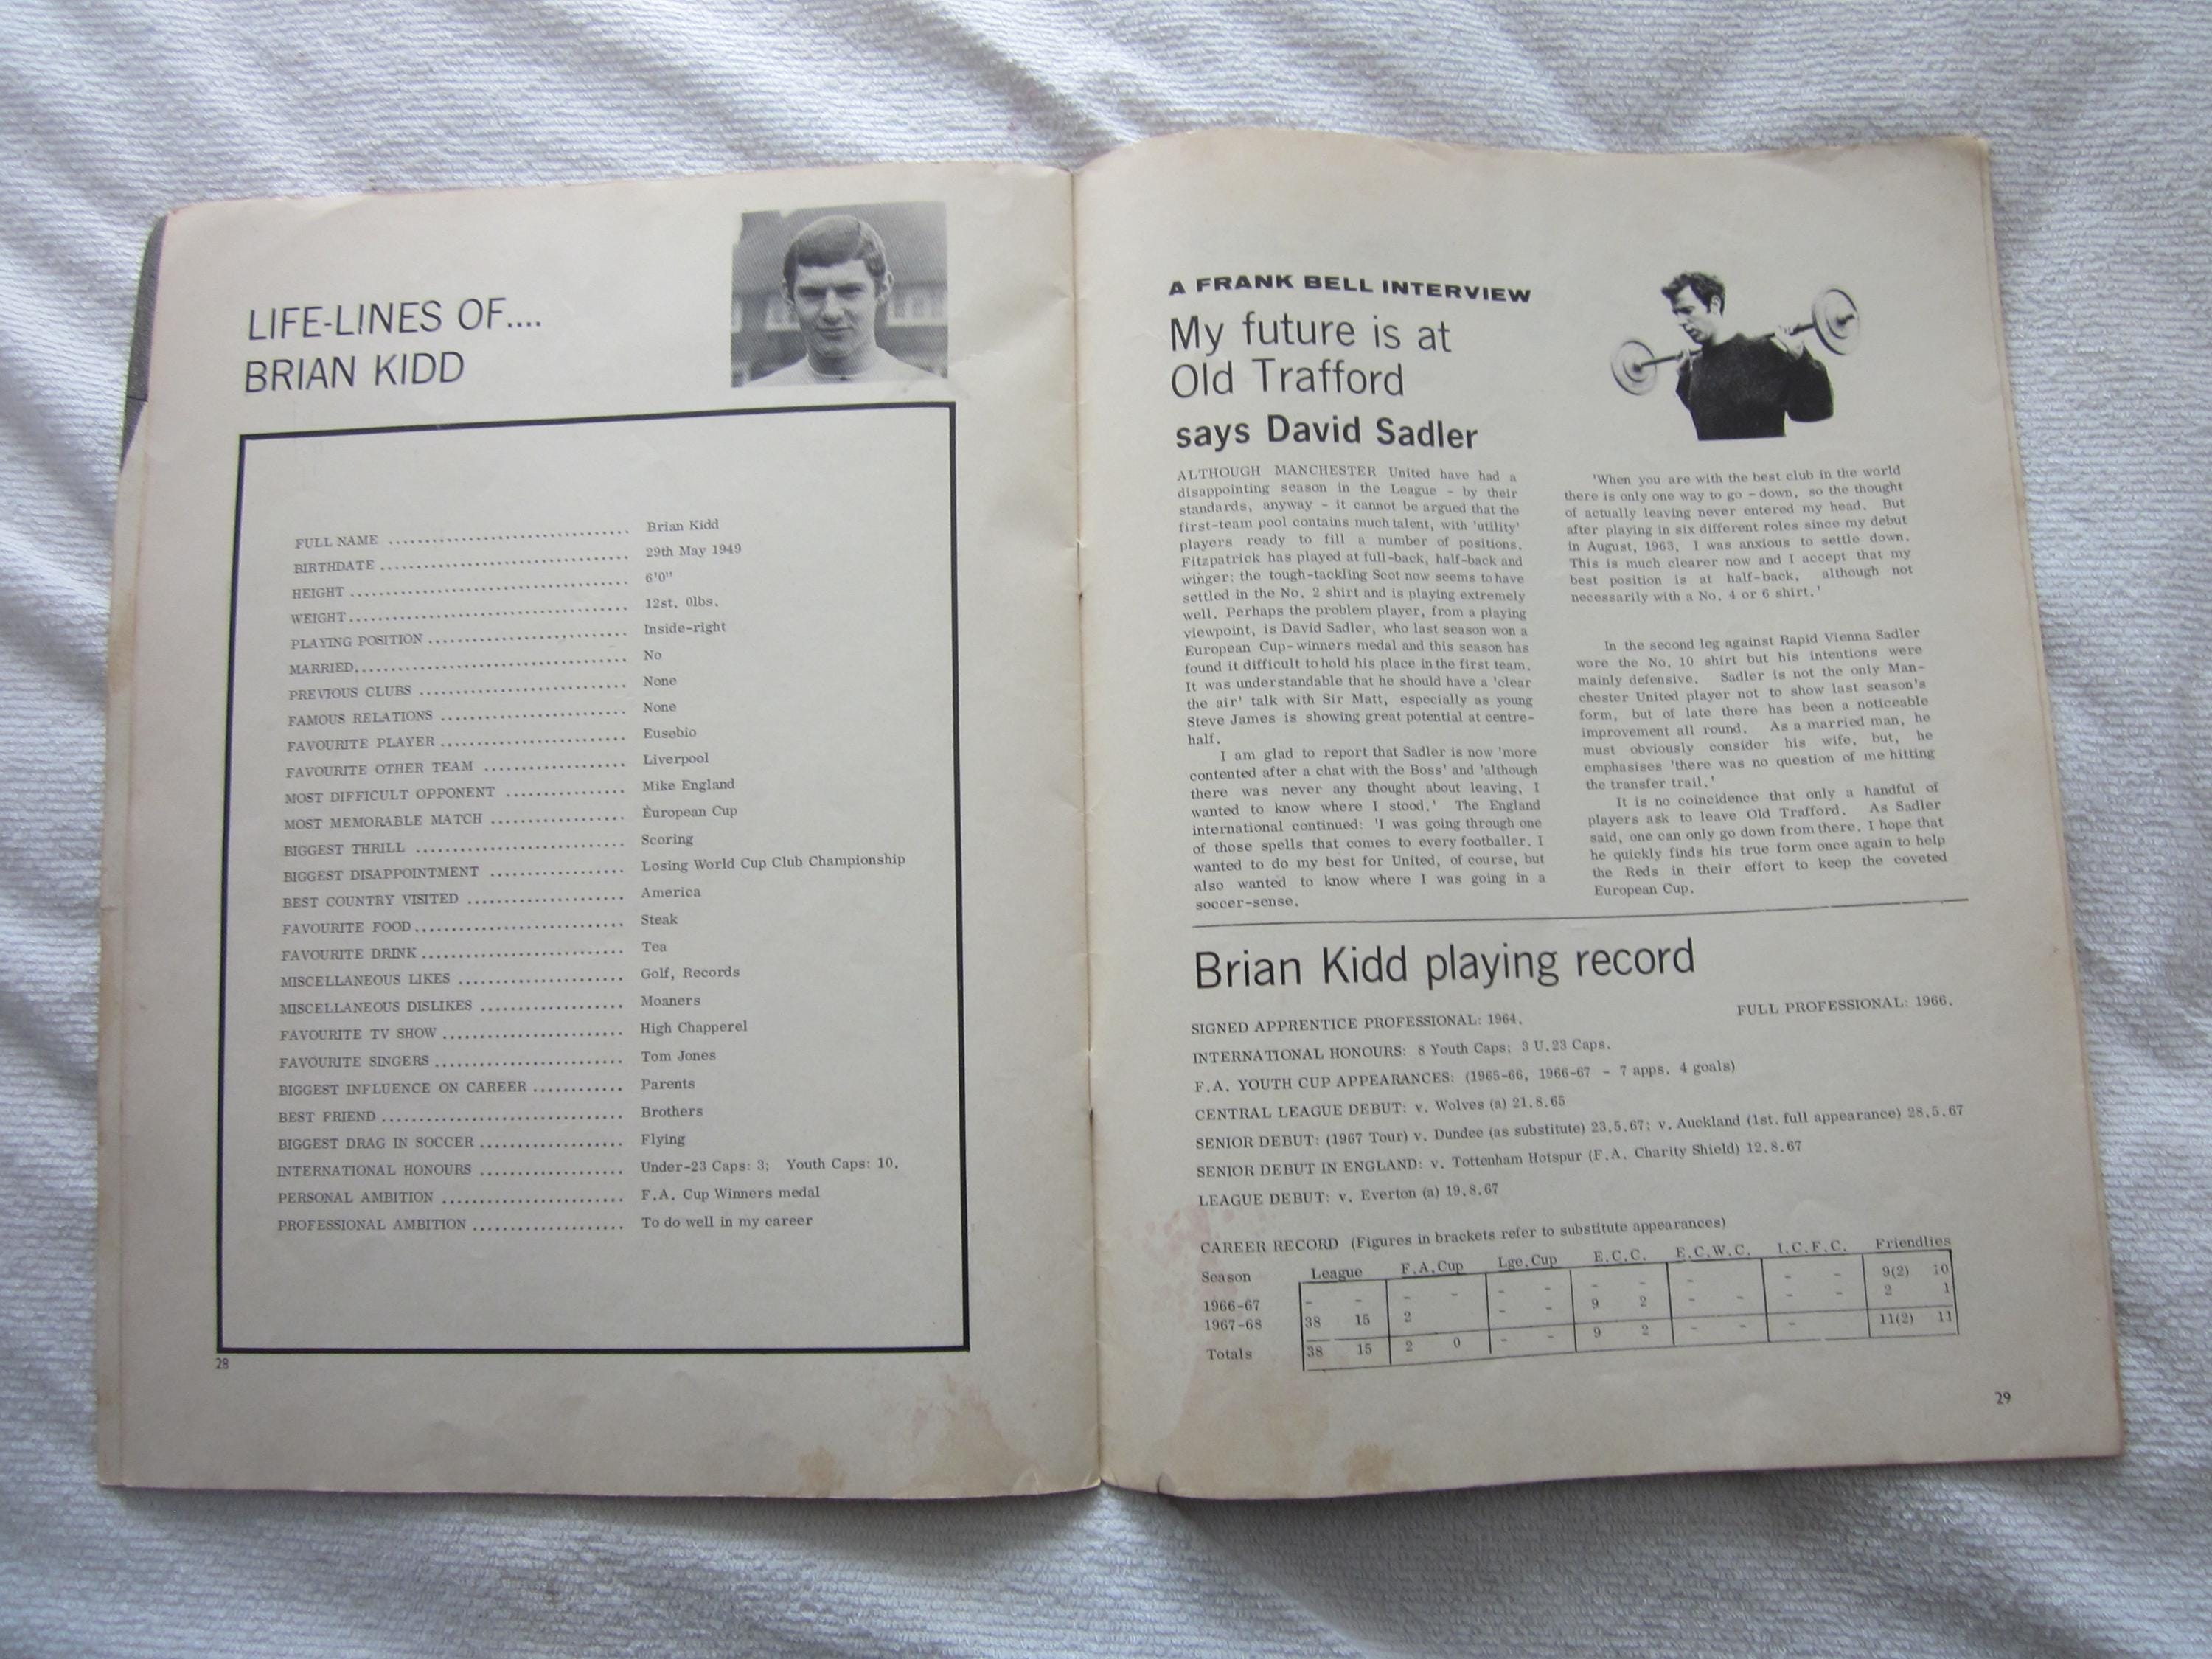 LIFE-LINES OF....
BRIAN KIDD
FULL NAME .......... Brian Kidd
BIRTHDATE .......... 29th May 1949
HEIGHT .......... 6'0"
WEIGHT .......... 12st. 0lbs.
PLAYING POSITION .......... Inside-right
MARRIED .......... No
PREVIOUS CLUBS .......... None
FAMOUS RELATIONS .......... None
FAVOURITE PLAYER .......... Eusebio
FAVOURITE OTHER TEAM .......... Liverpool
MOST DIFFICULT OPPONENT .......... Mike England
MOST MEMORABLE MATCH .......... European Cup
BIGGEST THRILL .......... Scoring
BIGGEST DISAPPOINTMENT .......... Losing World Cup Club Championship
BEST COUNTRY VISITED .......... America
FAVOURITE FOOD .......... Steak
FAVOURITE DRINK .......... Tea
MISCELLANEOUS LIKES .......... Golf, Records
MISCELLANEOUS DISLIKES .......... Moaners
FAVOURITE TV SHOW .......... High Chapperel
FAVOURITE SINGERS .......... Tom Jones
BIGGEST INFLUENCE ON CAREER .......... Parents
BEST FRIEND .......... Brothers
BIGGEST DRAG IN SOCCER .......... Flying
INTERNATIONAL HONOURS .......... Under-23 Caps: 3; Youth Caps: 10.
PERSONAL AMBITION .......... F.A. Cup Winners medal
PROFESSIONAL AMBITION .......... To do well in my career
28
A FRANK BELL INTERVIEW
My future is at
Old Trafford
says David Sadler
ALTHOUGH MANCHESTER United have had a
disappointing season in the League - by their
standards, anyway - it cannot be argued that the
first-team pool contains much talent, with 'utility'
players ready to fill a number of positions.
Fitzpatrick has played at full-back, half-back and
winger; the tough-tackling Scot now seems to have
settled in the No. 2 shirt and is playing extremely
well. Perhaps the problem player, from a playing
viewpoint, is David Sadler, who last season won a
European Cup-winners medal and this season has
found it difficult to hold his place in the first team.
It was understandable that he should have a 'clear
the air' talk with Sir Matt, especially as young
Steve James is showing great potential at centre-
half.
I am glad to report that Sadler is now 'more
contented after a chat with the Boss' and 'although
there was never any thought about leaving, I
wanted to know where I stood.' The England
international continued: 'I was going through one
of those spells that comes to every footballer. I
wanted to do my best for United, of course, but
also wanted to know where I was going in a
soccer-sense.
'When you are with the best club in the world
there is only one way to go - down, so the thought
of actually leaving never entered my head. But
after playing in six different roles since my debut
in August, 1963, I was anxious to settle down.
This is much clearer now and I accept that my
best position is at half-back, although not
necessarily with a No. 4 or 6 shirt.'
In the second leg against Rapid Vienna Sadler
wore the No. 10 shirt but his intentions were
mainly defensive. Sadler is not the only Man-
chester United player not to show last season's
form, but of late there has been a noticeable
improvement all round. As a married man, he
must obviously consider his wife, but, he
emphasises 'there was no question of me hitting
the transfer trail.'
It is no coincidence that only a handful of
players ask to leave Old Trafford. As Sadler
said, one can only go down from there. I hope that
he quickly finds his true form once again to help
the Reds in their effort to keep the coveted
European Cup.
Brian Kidd playing record
SIGNED APPRENTICE PROFESSIONAL: 1964. FULL PROFESSIONAL: 1966.
INTERNATIONAL HONOURS: 8 Youth Caps; 3 U.23 Caps.
F.A. YOUTH CUP APPEARANCES: (1965-66, 1966-67 - 7 apps. 4 goals)
CENTRAL LEAGUE DEBUT: v. Wolves (a) 21.8.65
SENIOR DEBUT: (1967 Tour) v. Dundee (as substitute) 23.5.67; v. Auckland (1st. full appearance) 28.5.67
SENIOR DEBUT IN ENGLAND: v. Tottenham Hotspur (F.A. Charity Shield) 12.8.67
LEAGUE DEBUT: v. Everton (a) 19.8.67
CAREER RECORD (Figures in brackets refer to substitute appearances)
Season League F.A.Cup Lge.Cup E.C.C. E.C.W.C. I.C.F.C. Friendlies
1966-67 - - - - - - - - - - - 9(2) 10
1967-68 38 15 2 - - 9 2 - - - - 2 1
Totals 38 15 2 0 - - 9 2 - - - 11(2) 11
29